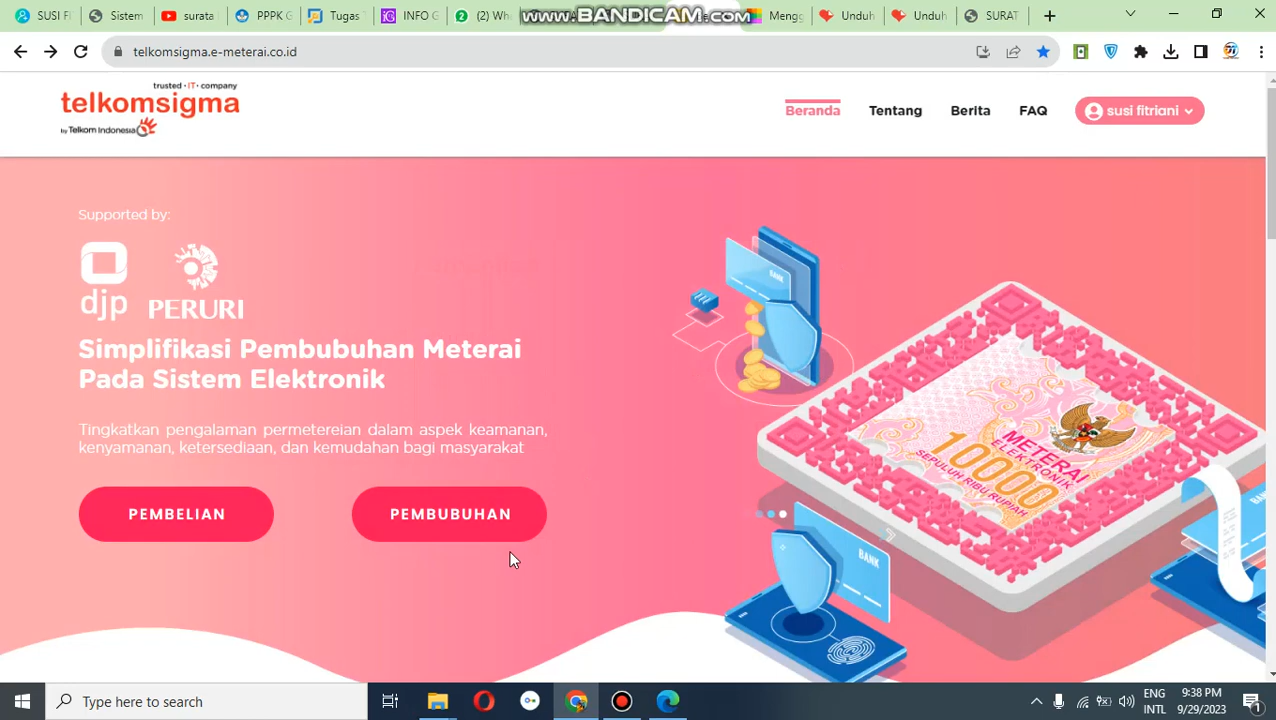 Sistem
surata
PPPK G
Tugas
INFO G
(2) Wh
www.BANDICAM.com
Mengg
Unduh
Unduh
SURAT
telkomsigma.e-meterai.co.id
trusted · IT · company
telkomsigma
by Telkom Indonesia
Beranda
Tentang
Berita
FAQ
susi fitriani
Supported by:
djp
PERURI
Simplifikasi Pembubuhan Meterai
Pada Sistem Elektronik
Tingkatkan pengalaman permetereian dalam aspek keamanan,
kenyamanan, ketersediaan, dan kemudahan bagi masyarakat
PEMBELIAN
PEMBUBUHAN
BANK
METERAI
ELEKTRONIK
10000
SEPULUH RIBU RUPIAH
BANK
Type here to search
ENG
INTL
9:38 PM
9/29/2023
1